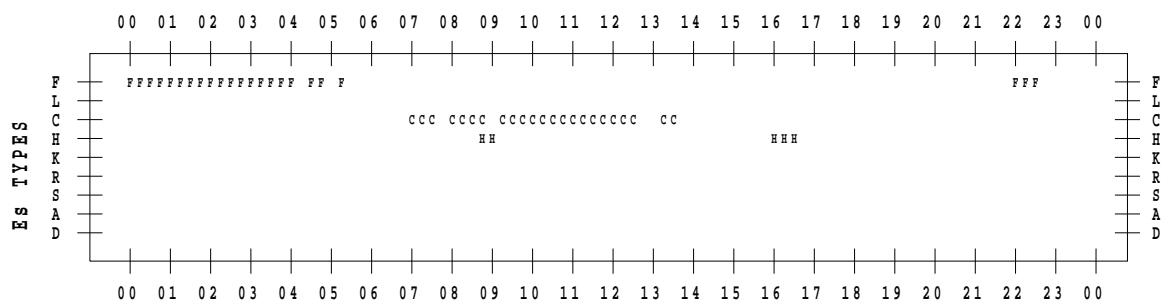 00 01 02 03 04 05 06 07 08 09 10 11 12 13 14 15 16 17 18 19 20 21 22 23 00
Es TYPES
F FFFFFFFFFFFFFFFFF FF F FFF F
L L
C CCC CCCC CCCCCCCCCCCCCC CC C
H HH HHH H
K K
R R
S S
A A
D D
00 01 02 03 04 05 06 07 08 09 10 11 12 13 14 15 16 17 18 19 20 21 22 23 00